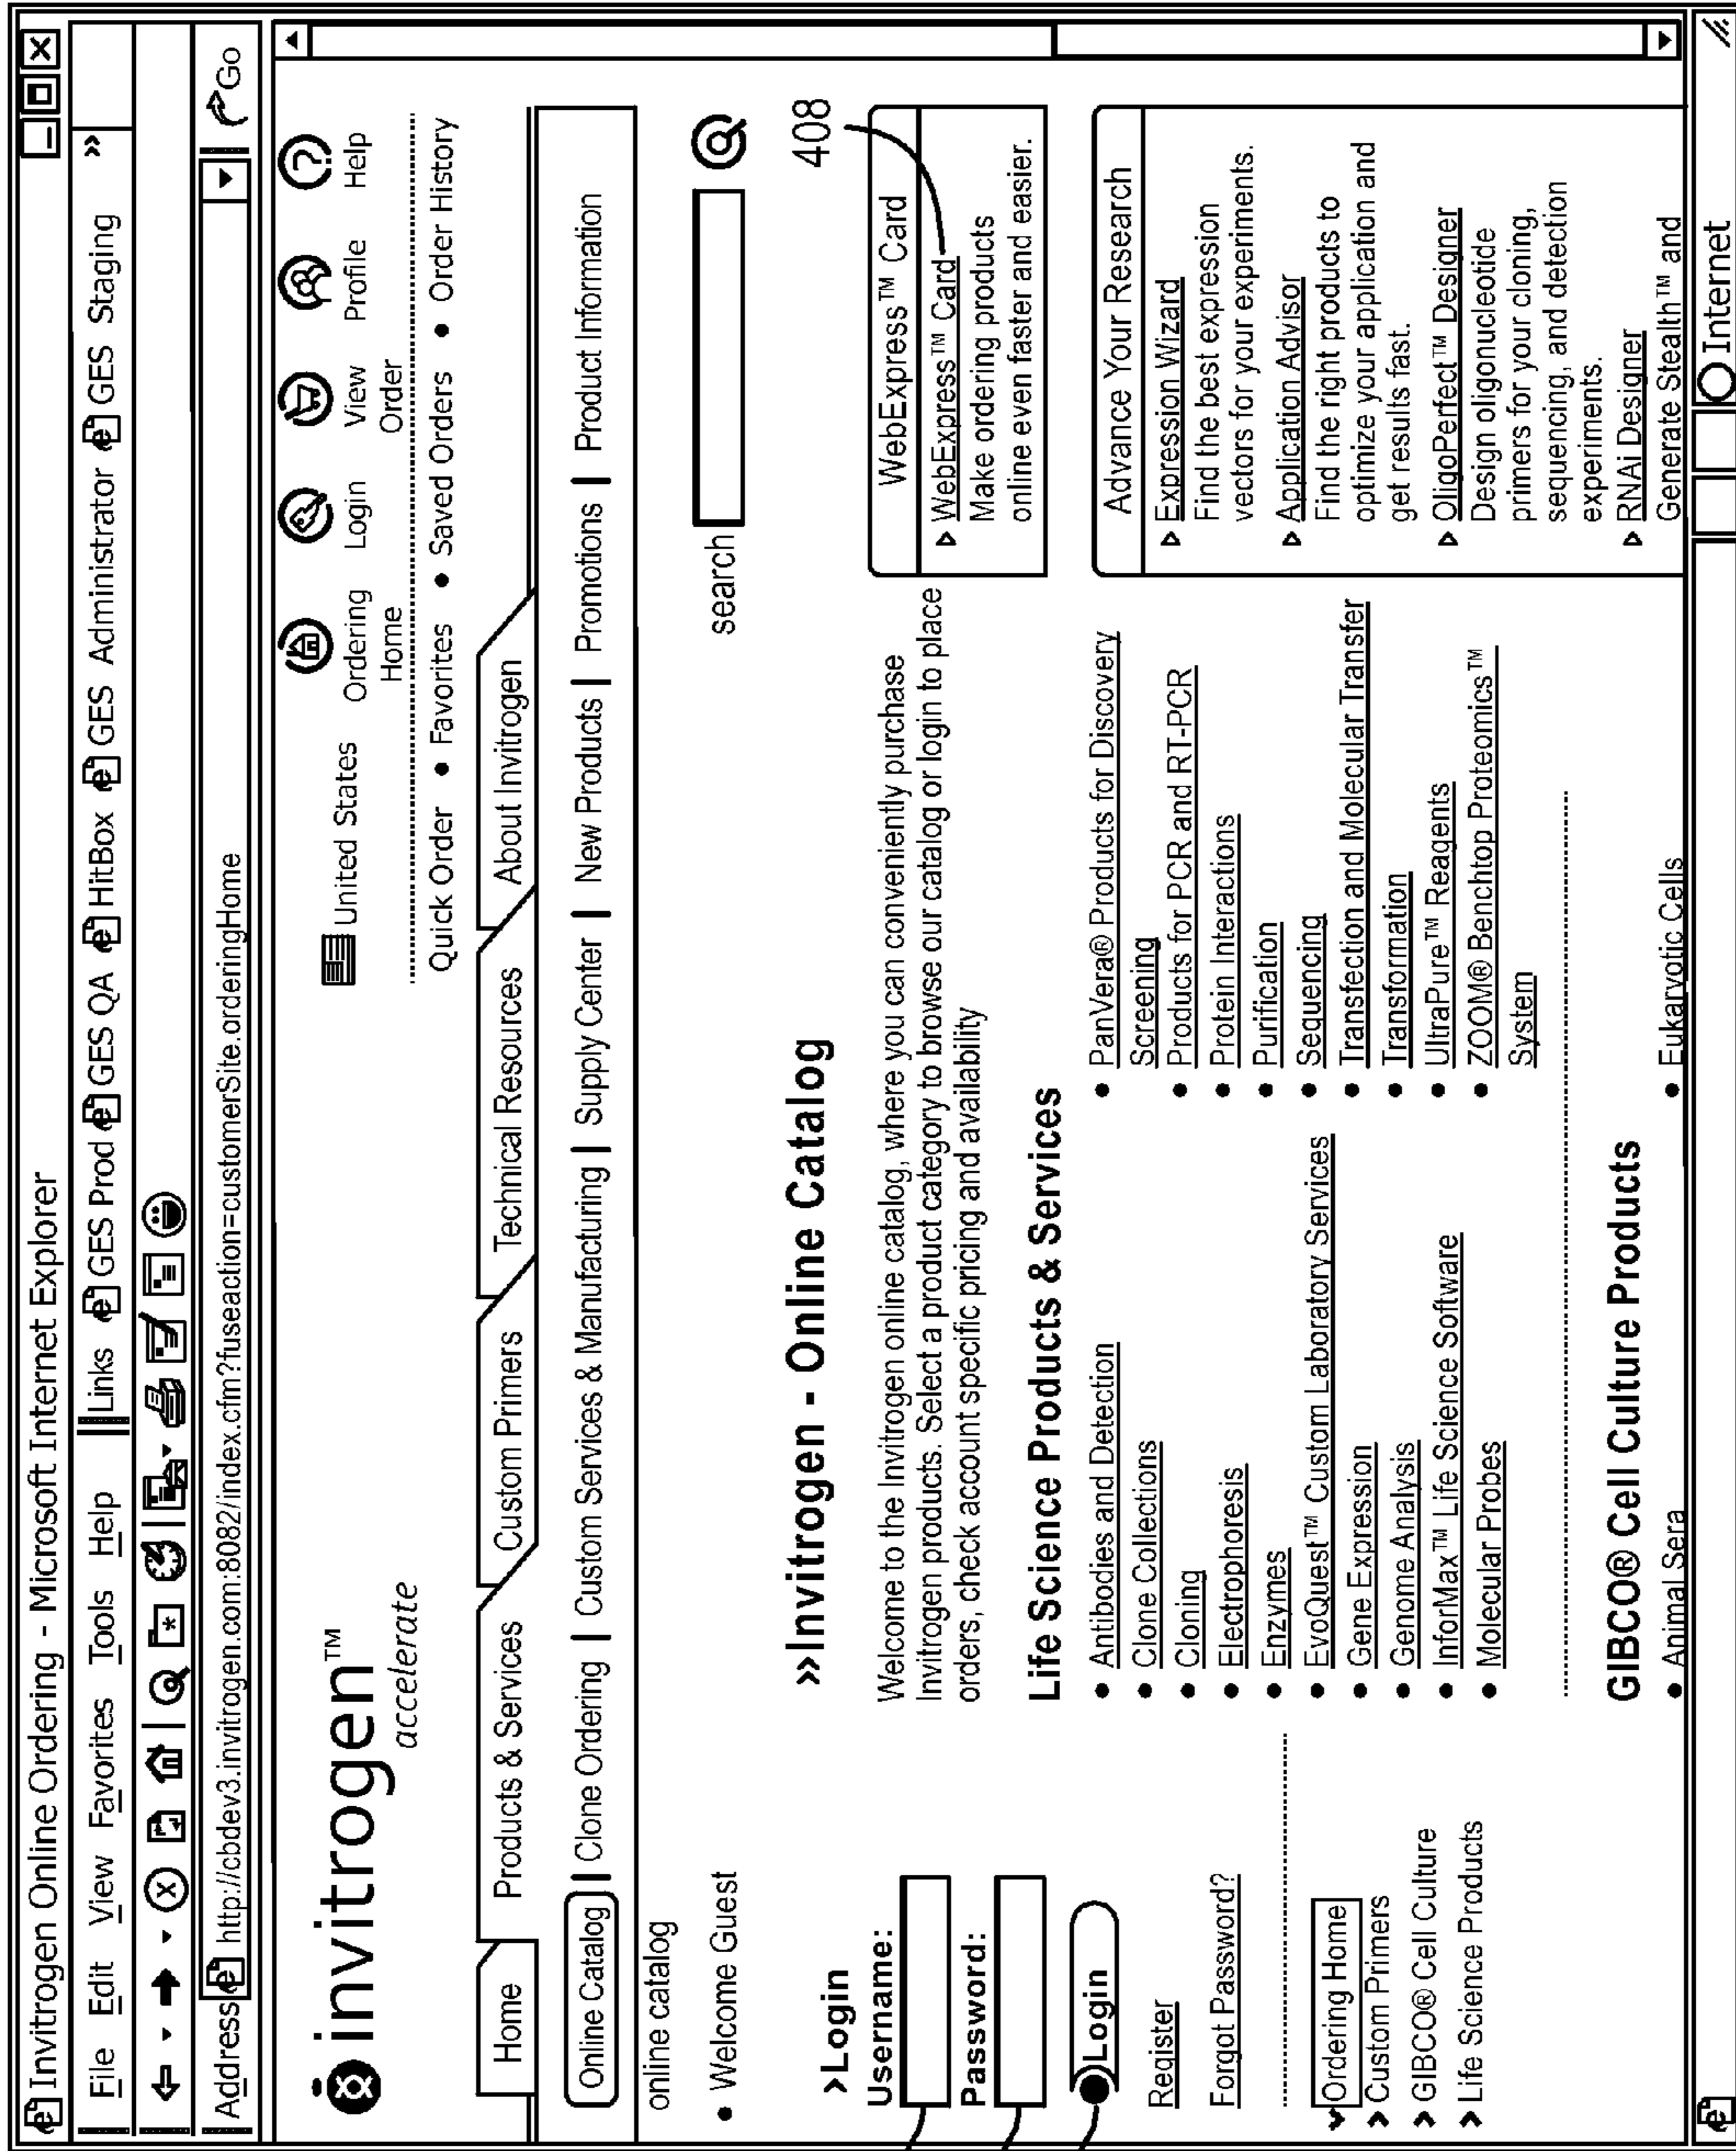 Invitrogen Online Ordering - Microsoft Internet Explorer
File Edit View Favorites Tools Help Links GES Prod GES QA HitBox GES Administrator GES Staging »
Address http://cbdev3.invitrogen.com:8082/index.cfm?fuseaction=customerSite.orderingHome Go
invitrogen™
accelerate
United States
Ordering Home
Login
View Order
Profile
Help
Quick Order • Favorites • Saved Orders • Order History
Home Products & Services Custom Primers Technical Resources About Invitrogen
Online Catalog | Clone Ordering | Custom Services & Manufacturing | Supply Center | New Products | Promotions | Product Information
online catalog
search
• Welcome Guest
>Login
Username:
Password:
Login
Register
Forgot Password?
Ordering Home
> Custom Primers
> GIBCO® Cell Culture
> Life Science Products
»Invitrogen - Online Catalog
Welcome to the Invitrogen online catalog, where you can conveniently purchase
Invitrogen products. Select a product category to browse our catalog or login to place
orders, check account specific pricing and availability
Life Science Products & Services
• Antibodies and Detection
• Clone Collections
• Cloning
• Electrophoresis
• Enzymes
• EvoQuest™ Custom Laboratory Services
• Gene Expression
• Genome Analysis
• InforMax™ Life Science Software
• Molecular Probes
• PanVera® Products for Discovery
Screening
• Products for PCR and RT-PCR
• Protein Interactions
• Purification
• Sequencing
• Transfection and Molecular Transfer
• Transformation
• UltraPure™ Reagents
• ZOOM® Benchtop Proteomics™
System
GIBCO® Cell Culture Products
• Animal Sera
• Eukaryotic Cells
408
WebExpress™ Card
WebExpress™ Card
Make ordering products
online even faster and easier.
Advance Your Research
Expression Wizard
Find the best expression
vectors for your experiments.
Application Advisor
Find the right products to
optimize your application and
get results fast.
OligoPerfect™ Designer
Design oligonucleotide
primers for your cloning,
sequencing, and detection
experiments.
RNAi Designer
Generate Stealth™ and
Internet